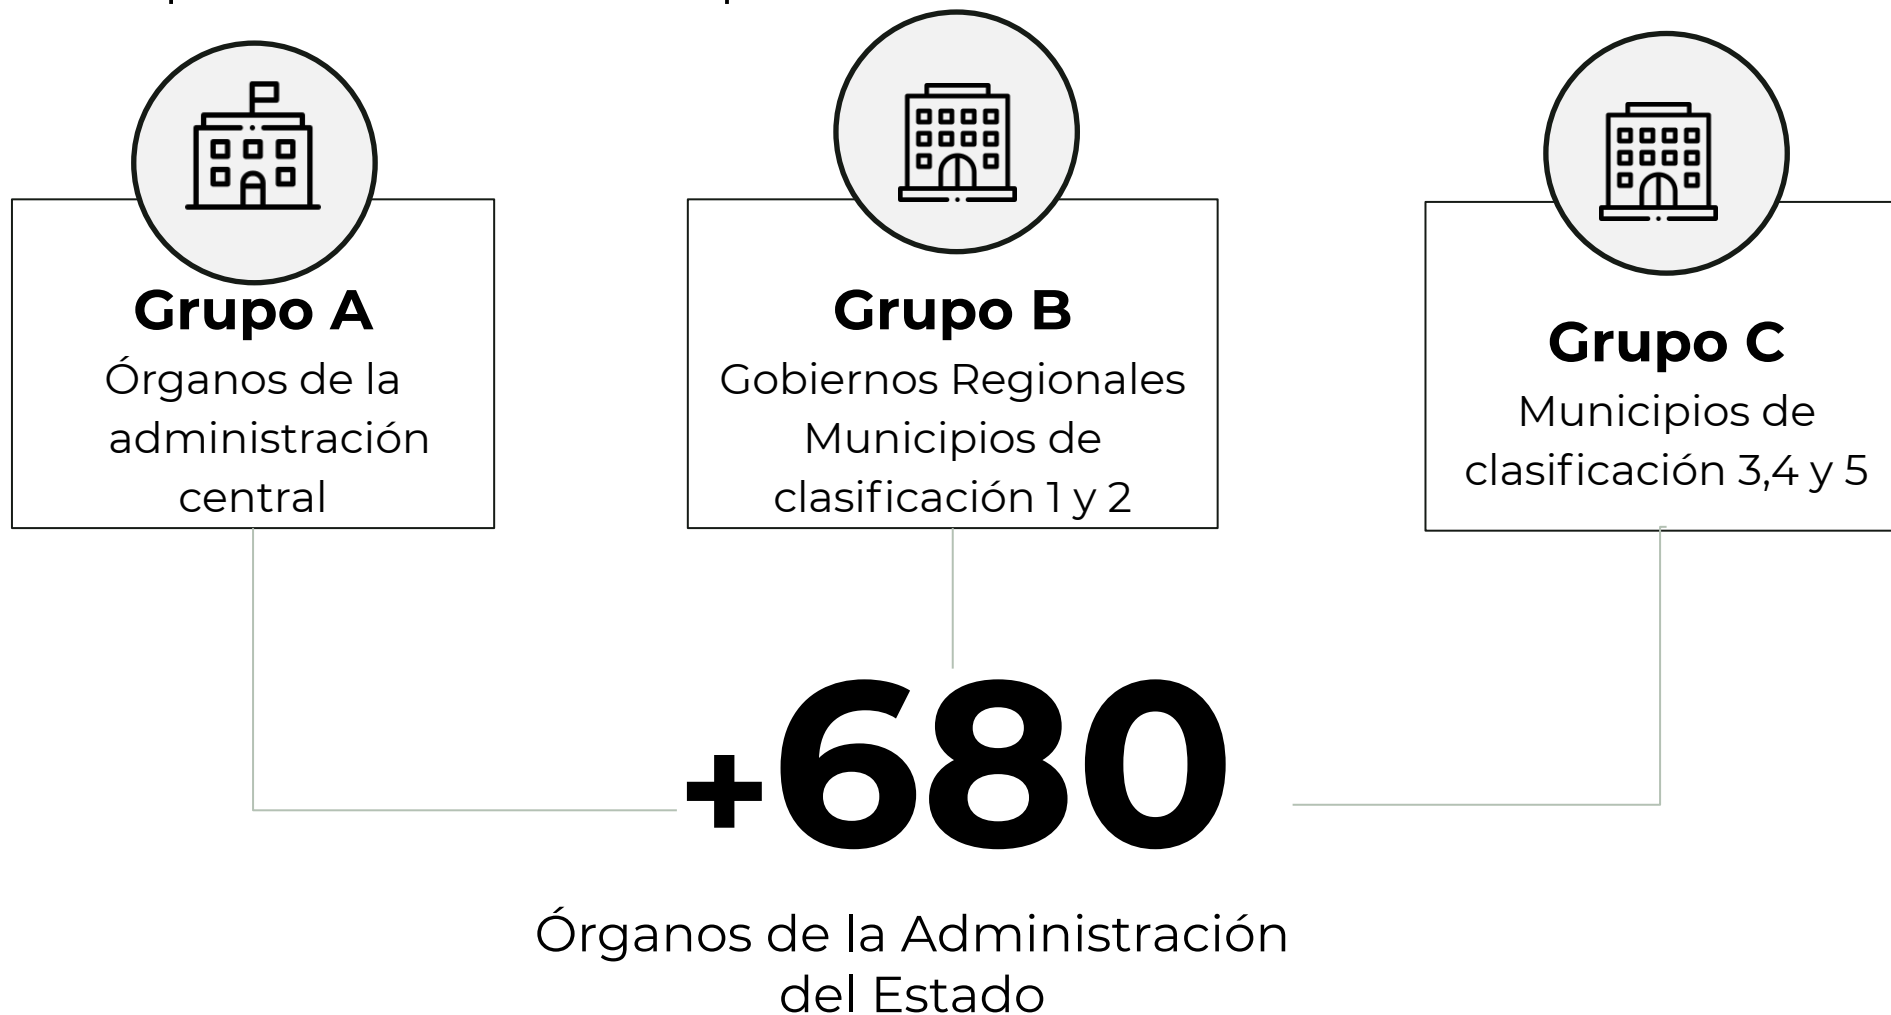 Grupo A
Órganos de la
administración
central
Grupo B
Gobiernos Regionales
Municipios de
clasificación 1 y 2
Grupo C
Municipios de
clasificación 3,4 y 5
+680
Órganos de la Administración
del Estado